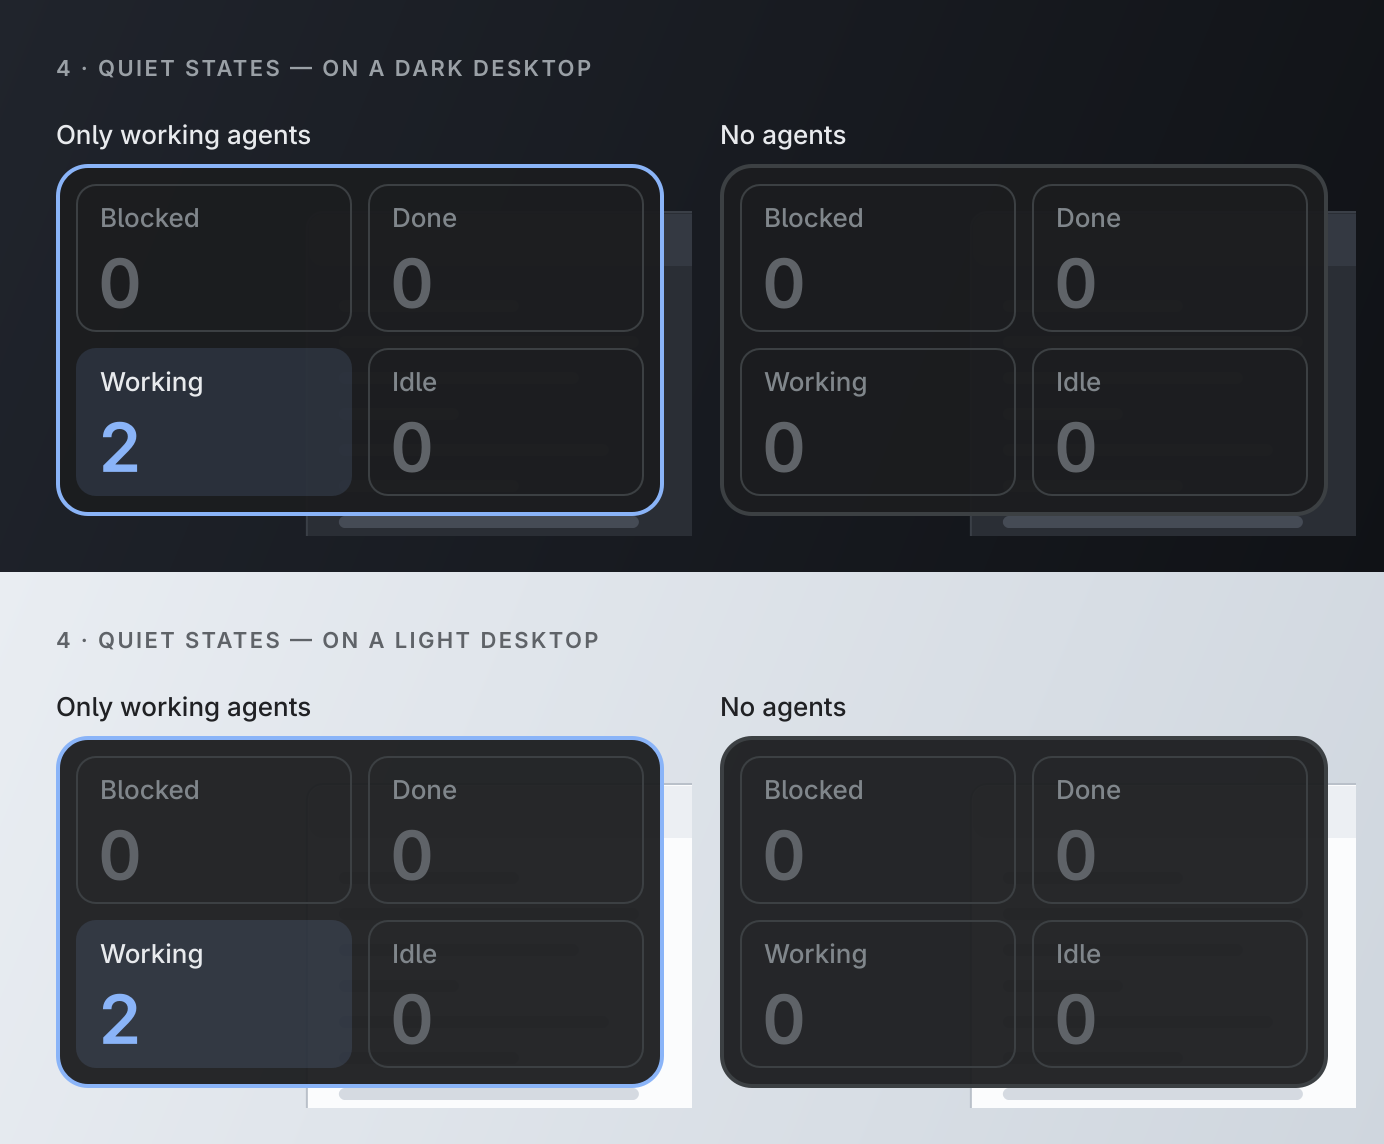 4 · QUIET STATES — ON A DARK DESKTOP
Only working agents
No agents
Blocked
0
Done
0
Working
2
Idle
0
Blocked
0
Done
0
Working
0
Idle
0
4 · QUIET STATES — ON A LIGHT DESKTOP
Only working agents
No agents
Blocked
0
Done
0
Working
2
Idle
0
Blocked
0
Done
0
Working
0
Idle
0